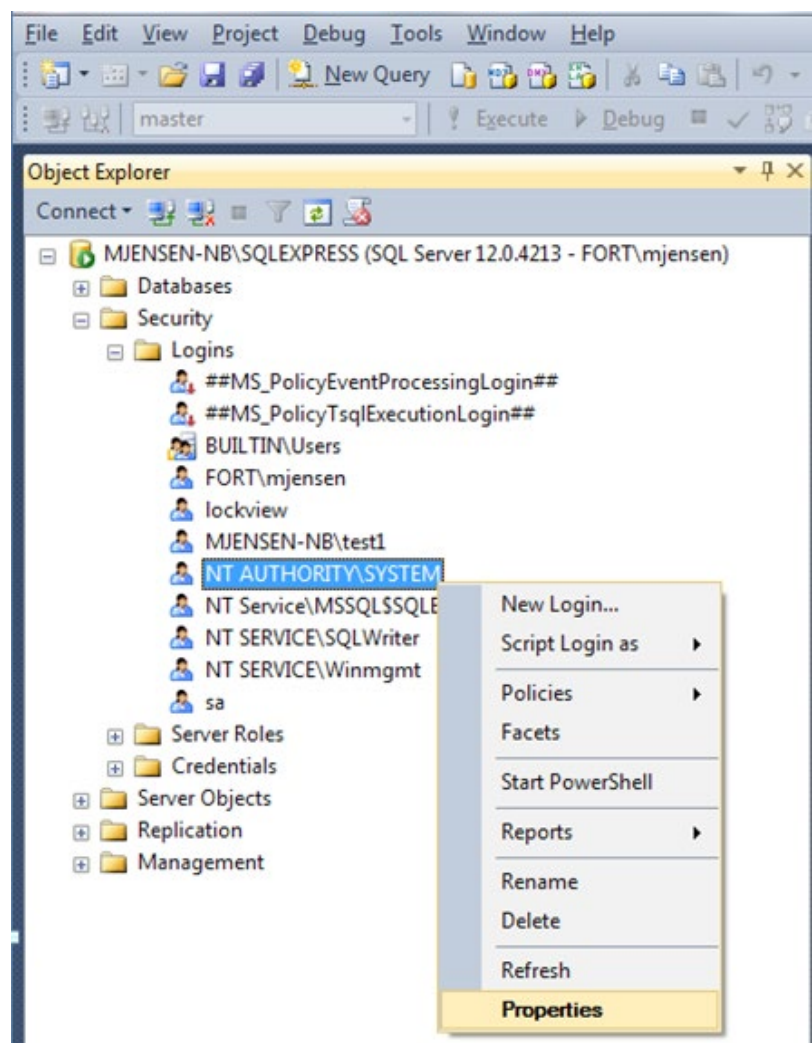 File Edit View Project Debug Tools Window Help
New Query
master Execute Debug
Object Explorer
Connect
MJENSEN-NB\SQLEXPRESS (SQL Server 12.0.4213 - FORT\mjensen)
Databases
Security
Logins
##MS_PolicyEventProcessingLogin##
##MS_PolicyTsqlExecutionLogin##
BUILTIN\Users
FORT\mjensen
lockview
MJENSEN-NB\test1
NT AUTHORITY\SYSTEM
NT Service\MSSQL$SQLE
NT SERVICE\SQLWriter
NT SERVICE\Winmgmt
sa
Server Roles
Credentials
Server Objects
Replication
Management
New Login...
Script Login as
Policies
Facets
Start PowerShell
Reports
Rename
Delete
Refresh
Properties